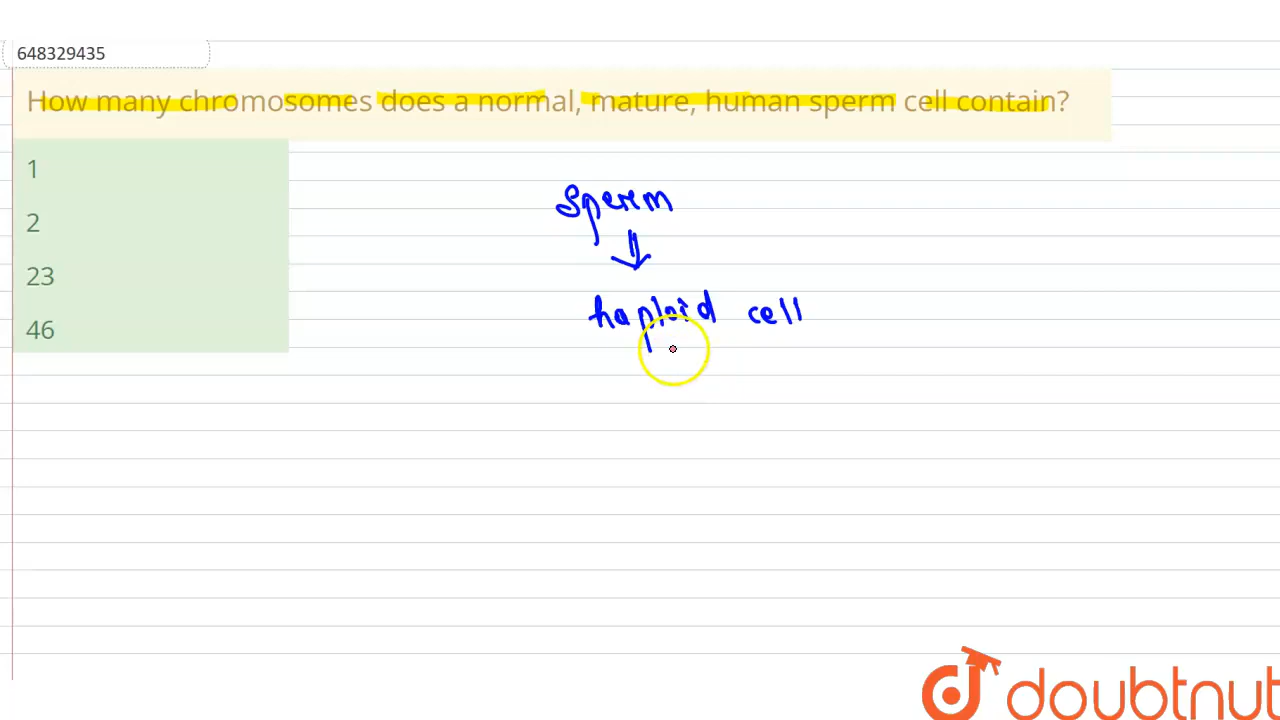 648329435
How many chromosomes does a normal, mature, human sperm cell contain?
1
2
23
46
Sperm
haploid cell
doubtnut